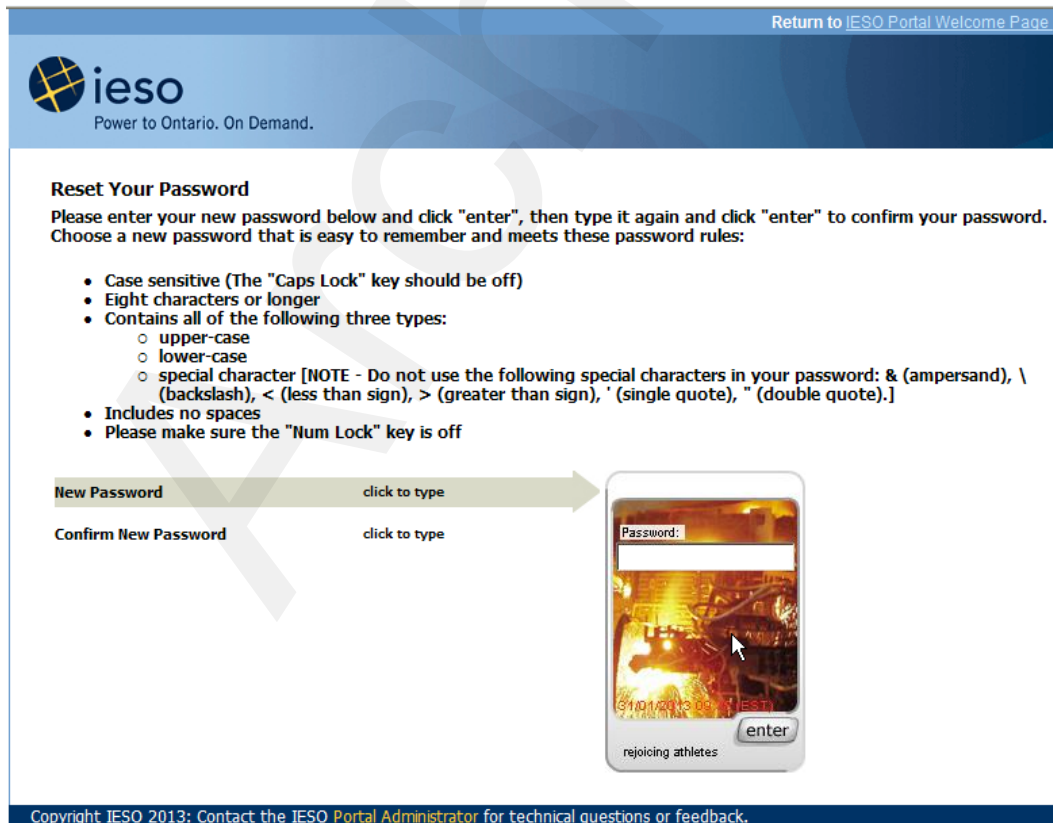 Return to IESO Portal Welcome Page
ieso
Power to Ontario. On Demand.
Reset Your Password
Please enter your new password below and click "enter", then type it again and click "enter" to confirm your password.
Choose a new password that is easy to remember and meets these password rules:
• Case sensitive (The "Caps Lock" key should be off)
• Eight characters or longer
• Contains all of the following three types:
○ upper-case
○ lower-case
○ special character [NOTE - Do not use the following special characters in your password: & (ampersand), \
(backslash), < (less than sign), > (greater than sign), ' (single quote), " (double quote).]
• Includes no spaces
• Please make sure the "Num Lock" key is off
New Password click to type
Confirm New Password click to type
Password:
31/01/2013 09 (EST)
enter
rejoicing athletes
Copyright IESO 2013: Contact the IESO Portal Administrator for technical questions or feedback.